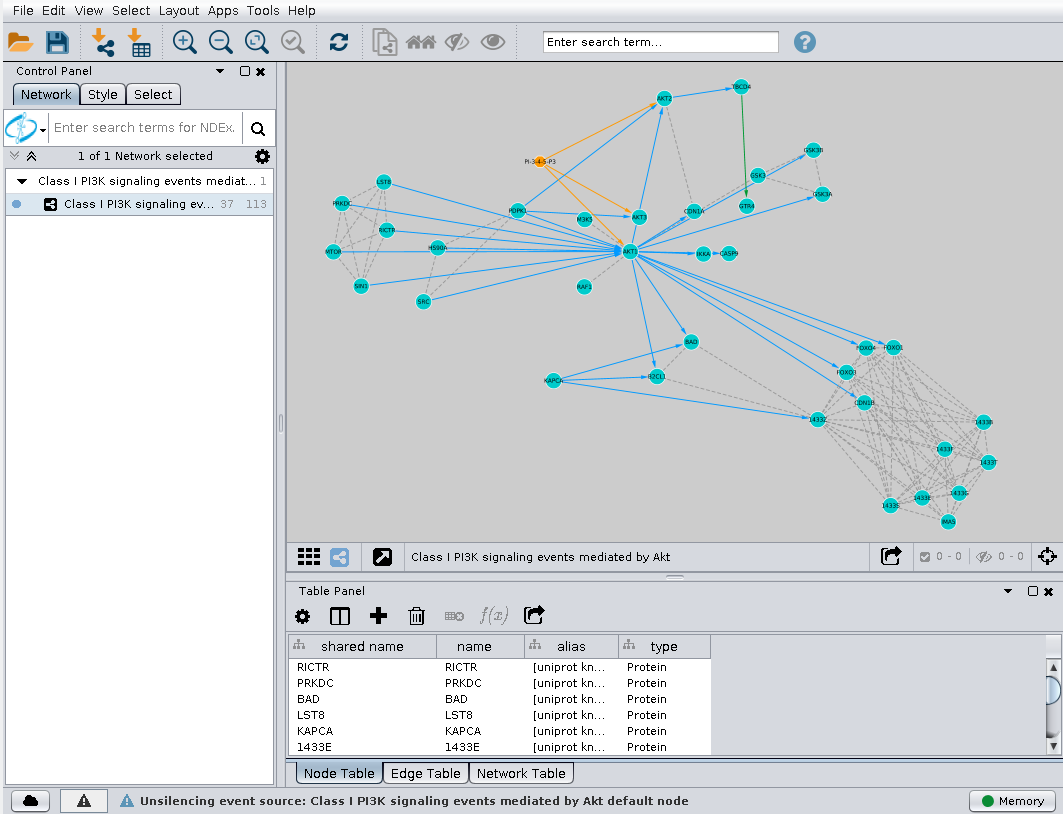 File Edit View Select Layout Apps Tools Help
Enter search term...
?
Control Panel
Network Style Select
Enter search terms for NDEx.
1 of 1 Network selected
Class I PI3K signaling events mediat... 1
Class I PI3K signaling ev... 37 113
TBCD4
AKT2
GSK3B
PI-3-4-5-P3
GSK3
LST8
GSK3A
PRKDC
GTR4
PDPK1
M3K5
AKT3
CDN1A
RICTR
HS90A
MTOR
AKT1
IKKA
CASP9
SIN1
RAF1
SRC
BAD
FOXO4
FOXO1
FOXO3
B2CL1
KAPCA
CDN1B
1433Z
1433B
1433F
1433T
1433E
1433G
1433S
IMA5
Class I PI3K signaling events mediated by Akt
0 - 0
0 - 0
Table Panel
f(x)
shared name name alias type
RICTR RICTR [uniprot kn... Protein
PRKDC PRKDC [uniprot kn... Protein
BAD BAD [uniprot kn... Protein
LST8 LST8 [uniprot kn... Protein
KAPCA KAPCA [uniprot kn... Protein
1433E 1433E [uniprot kn... Protein
Node Table Edge Table Network Table
Unsilencing event source: Class I PI3K signaling events mediated by Akt default node
Memory